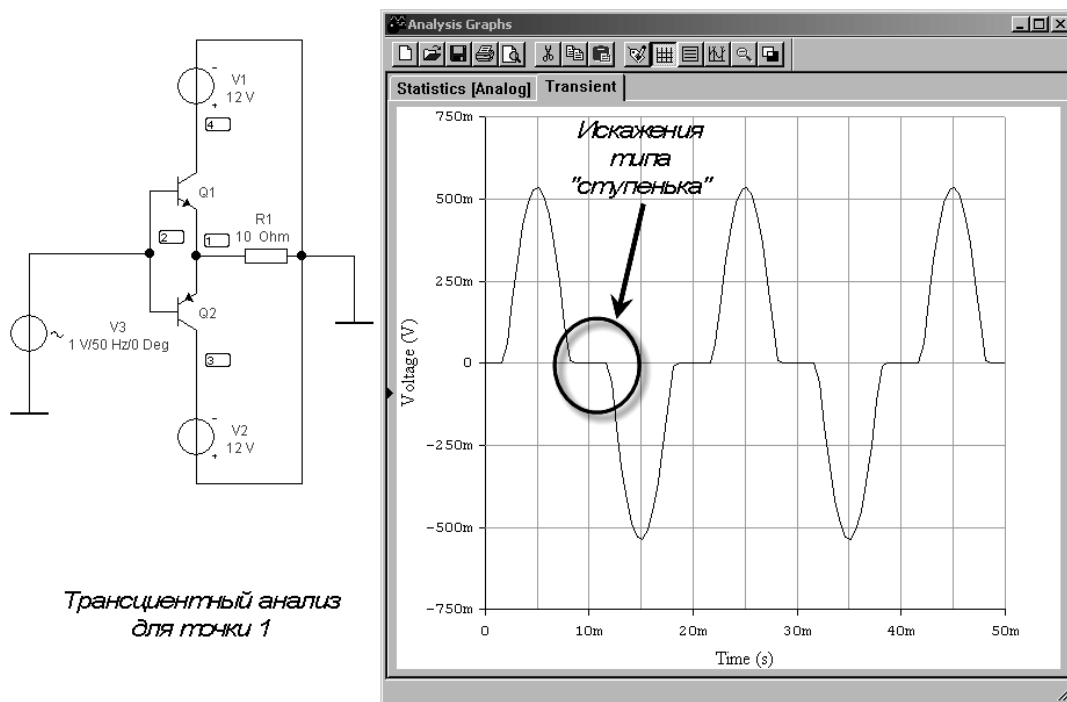 Analysis Graphs
Statistics [Analog]
Transient
-
V1
12 V
+
4
Q1
2
1
R1
10 Ohm
Q2
V3
1 V/50 Hz/0 Deg
3
-
V2
12 V
+
Трансциентный анализ
для точки 1
Искажения
типа
"ступенька"
Voltage (V)
750m
500m
250m
0
-250m
-500m
-750m
0
10m
20m
30m
40m
50m
Time (s)